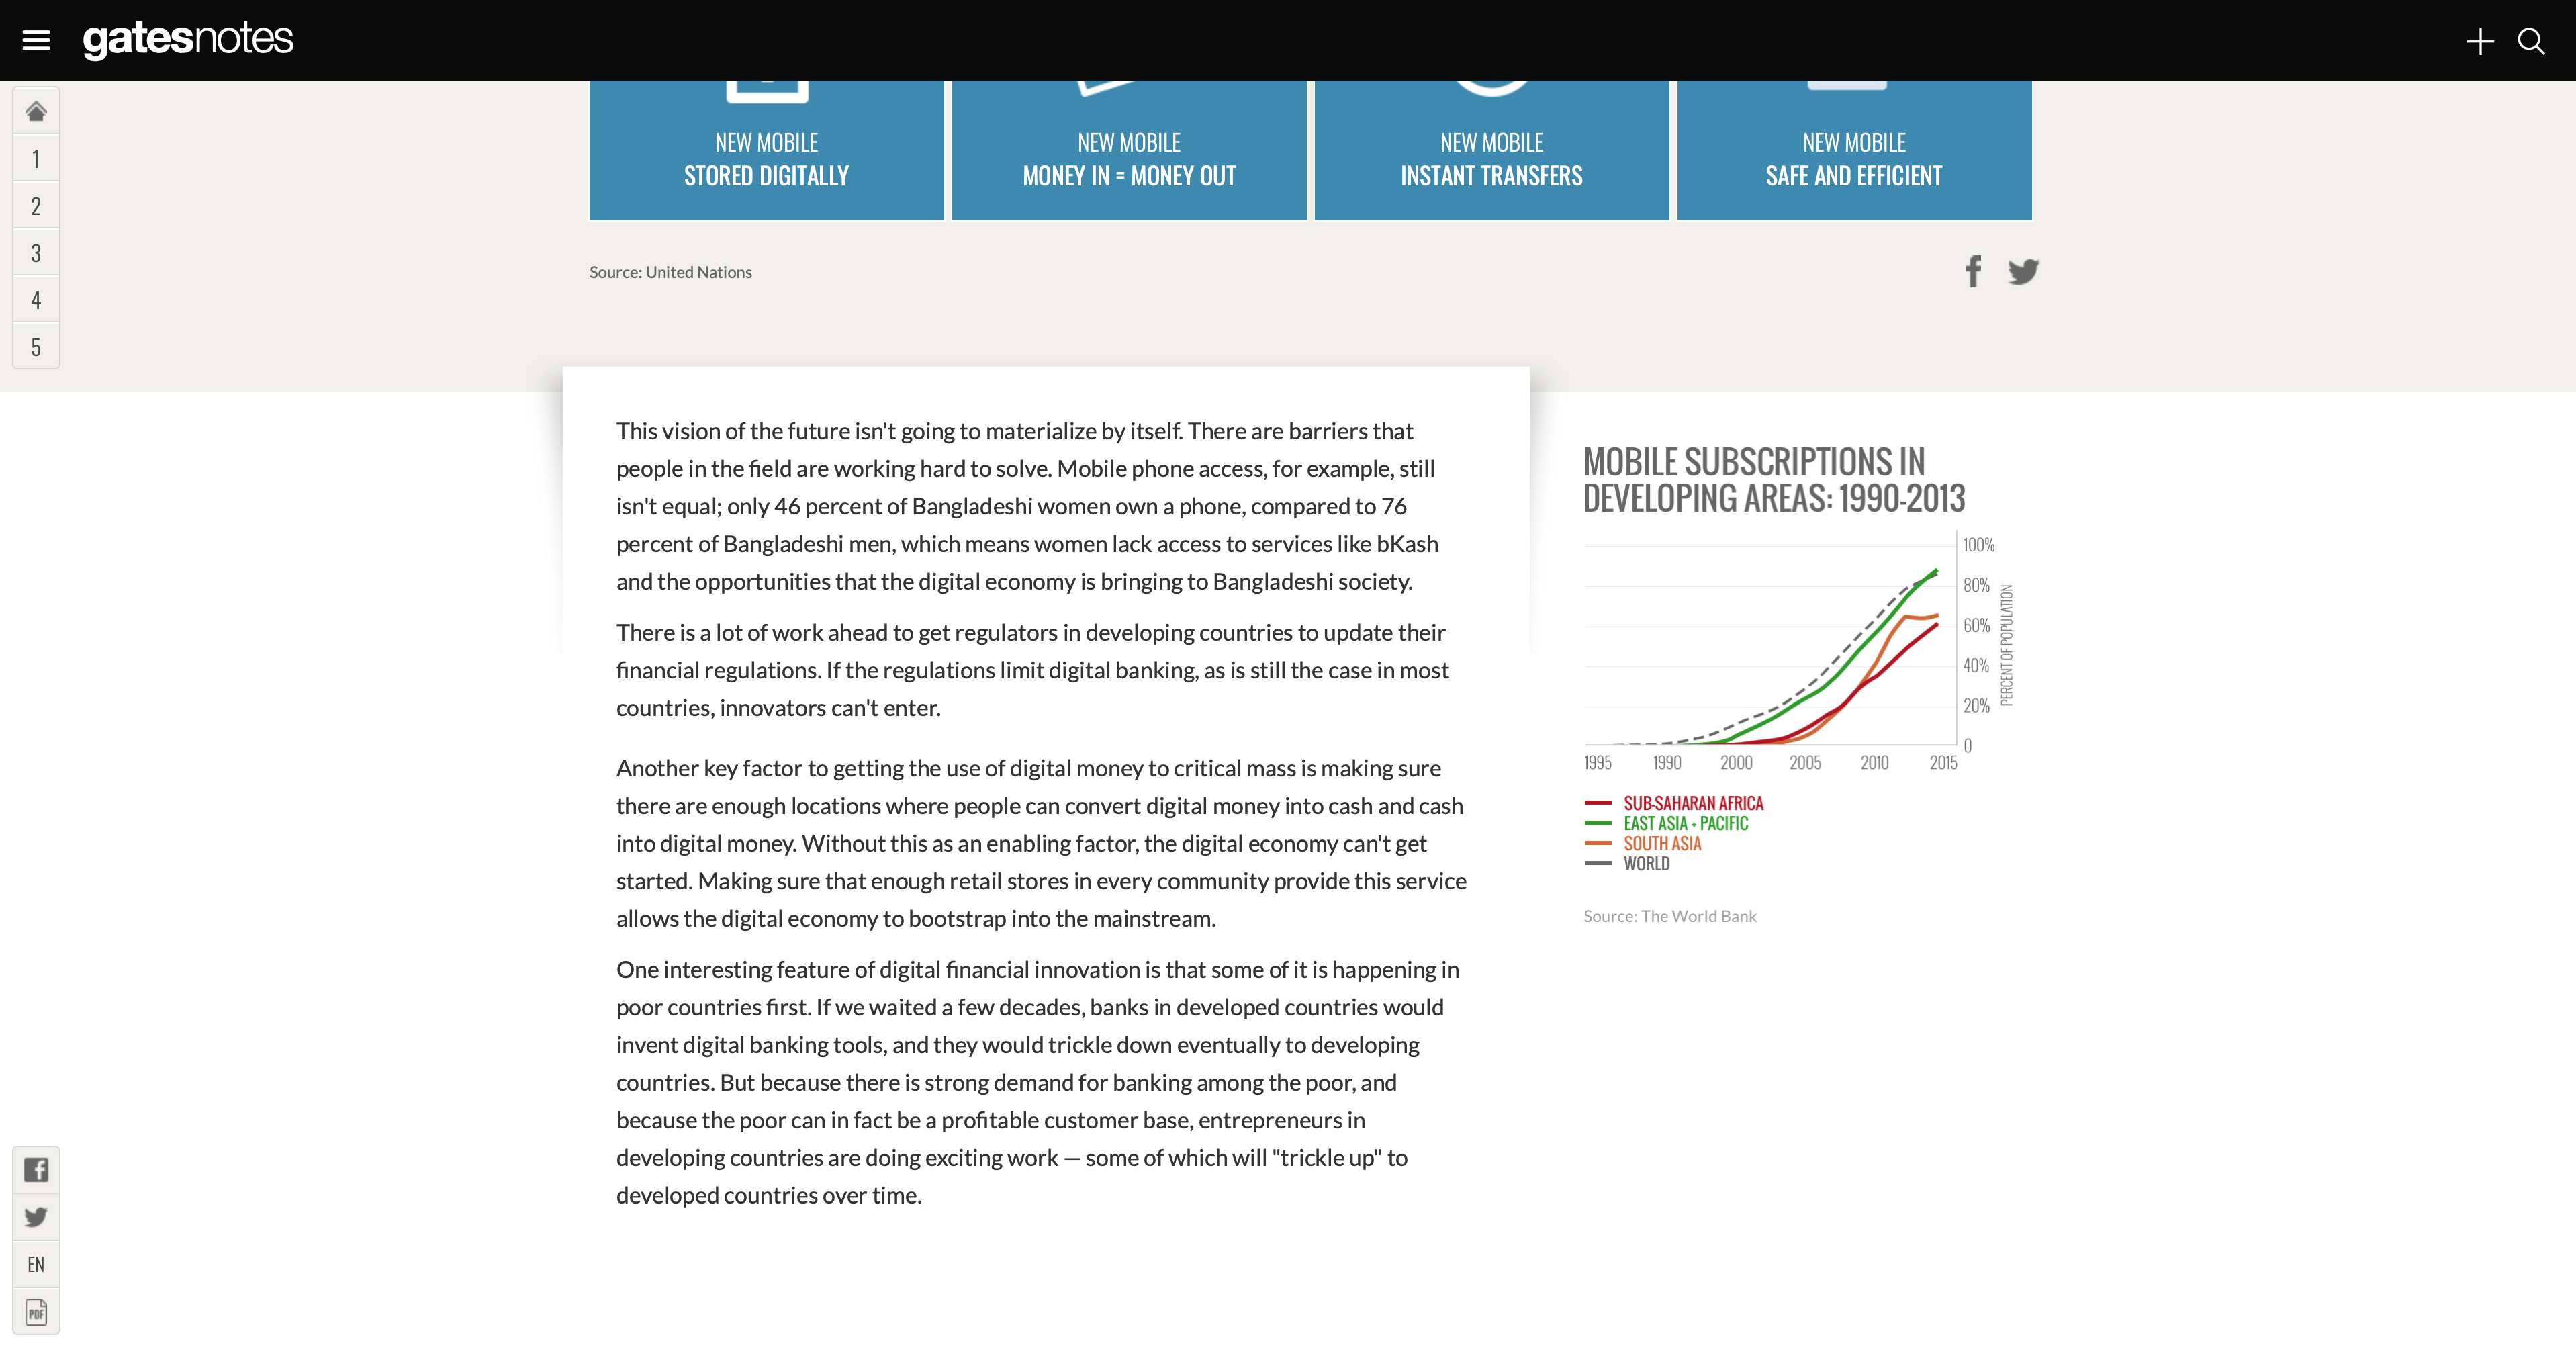 gatesnotes
1
2
3
4
5
NEW MOBILE
STORED DIGITALLY
NEW MOBILE
MONEY IN = MONEY OUT
NEW MOBILE
INSTANT TRANSFERS
NEW MOBILE
SAFE AND EFFICIENT
Source: United Nations
This vision of the future isn't going to materialize by itself. There are barriers that
people in the field are working hard to solve. Mobile phone access, for example, still
isn't equal; only 46 percent of Bangladeshi women own a phone, compared to 76
percent of Bangladeshi men, which means women lack access to services like bKash
and the opportunities that the digital economy is bringing to Bangladeshi society.
There is a lot of work ahead to get regulators in developing countries to update their
financial regulations. If the regulations limit digital banking, as is still the case in most
countries, innovators can't enter.
Another key factor to getting the use of digital money to critical mass is making sure
there are enough locations where people can convert digital money into cash and cash
into digital money. Without this as an enabling factor, the digital economy can't get
started. Making sure that enough retail stores in every community provide this service
allows the digital economy to bootstrap into the mainstream.
One interesting feature of digital financial innovation is that some of it is happening in
poor countries first. If we waited a few decades, banks in developed countries would
invent digital banking tools, and they would trickle down eventually to developing
countries. But because there is strong demand for banking among the poor, and
because the poor can in fact be a profitable customer base, entrepreneurs in
developing countries are doing exciting work — some of which will "trickle up" to
developed countries over time.
MOBILE SUBSCRIPTIONS IN
DEVELOPING AREAS: 1990-2013
100%
80%
60%
40%
20%
0
PERCENT OF POPULATION
1995 1990 2000 2005 2010 2015
SUB-SAHARAN AFRICA
EAST ASIA + PACIFIC
SOUTH ASIA
WORLD
Source: The World Bank
EN
PDF